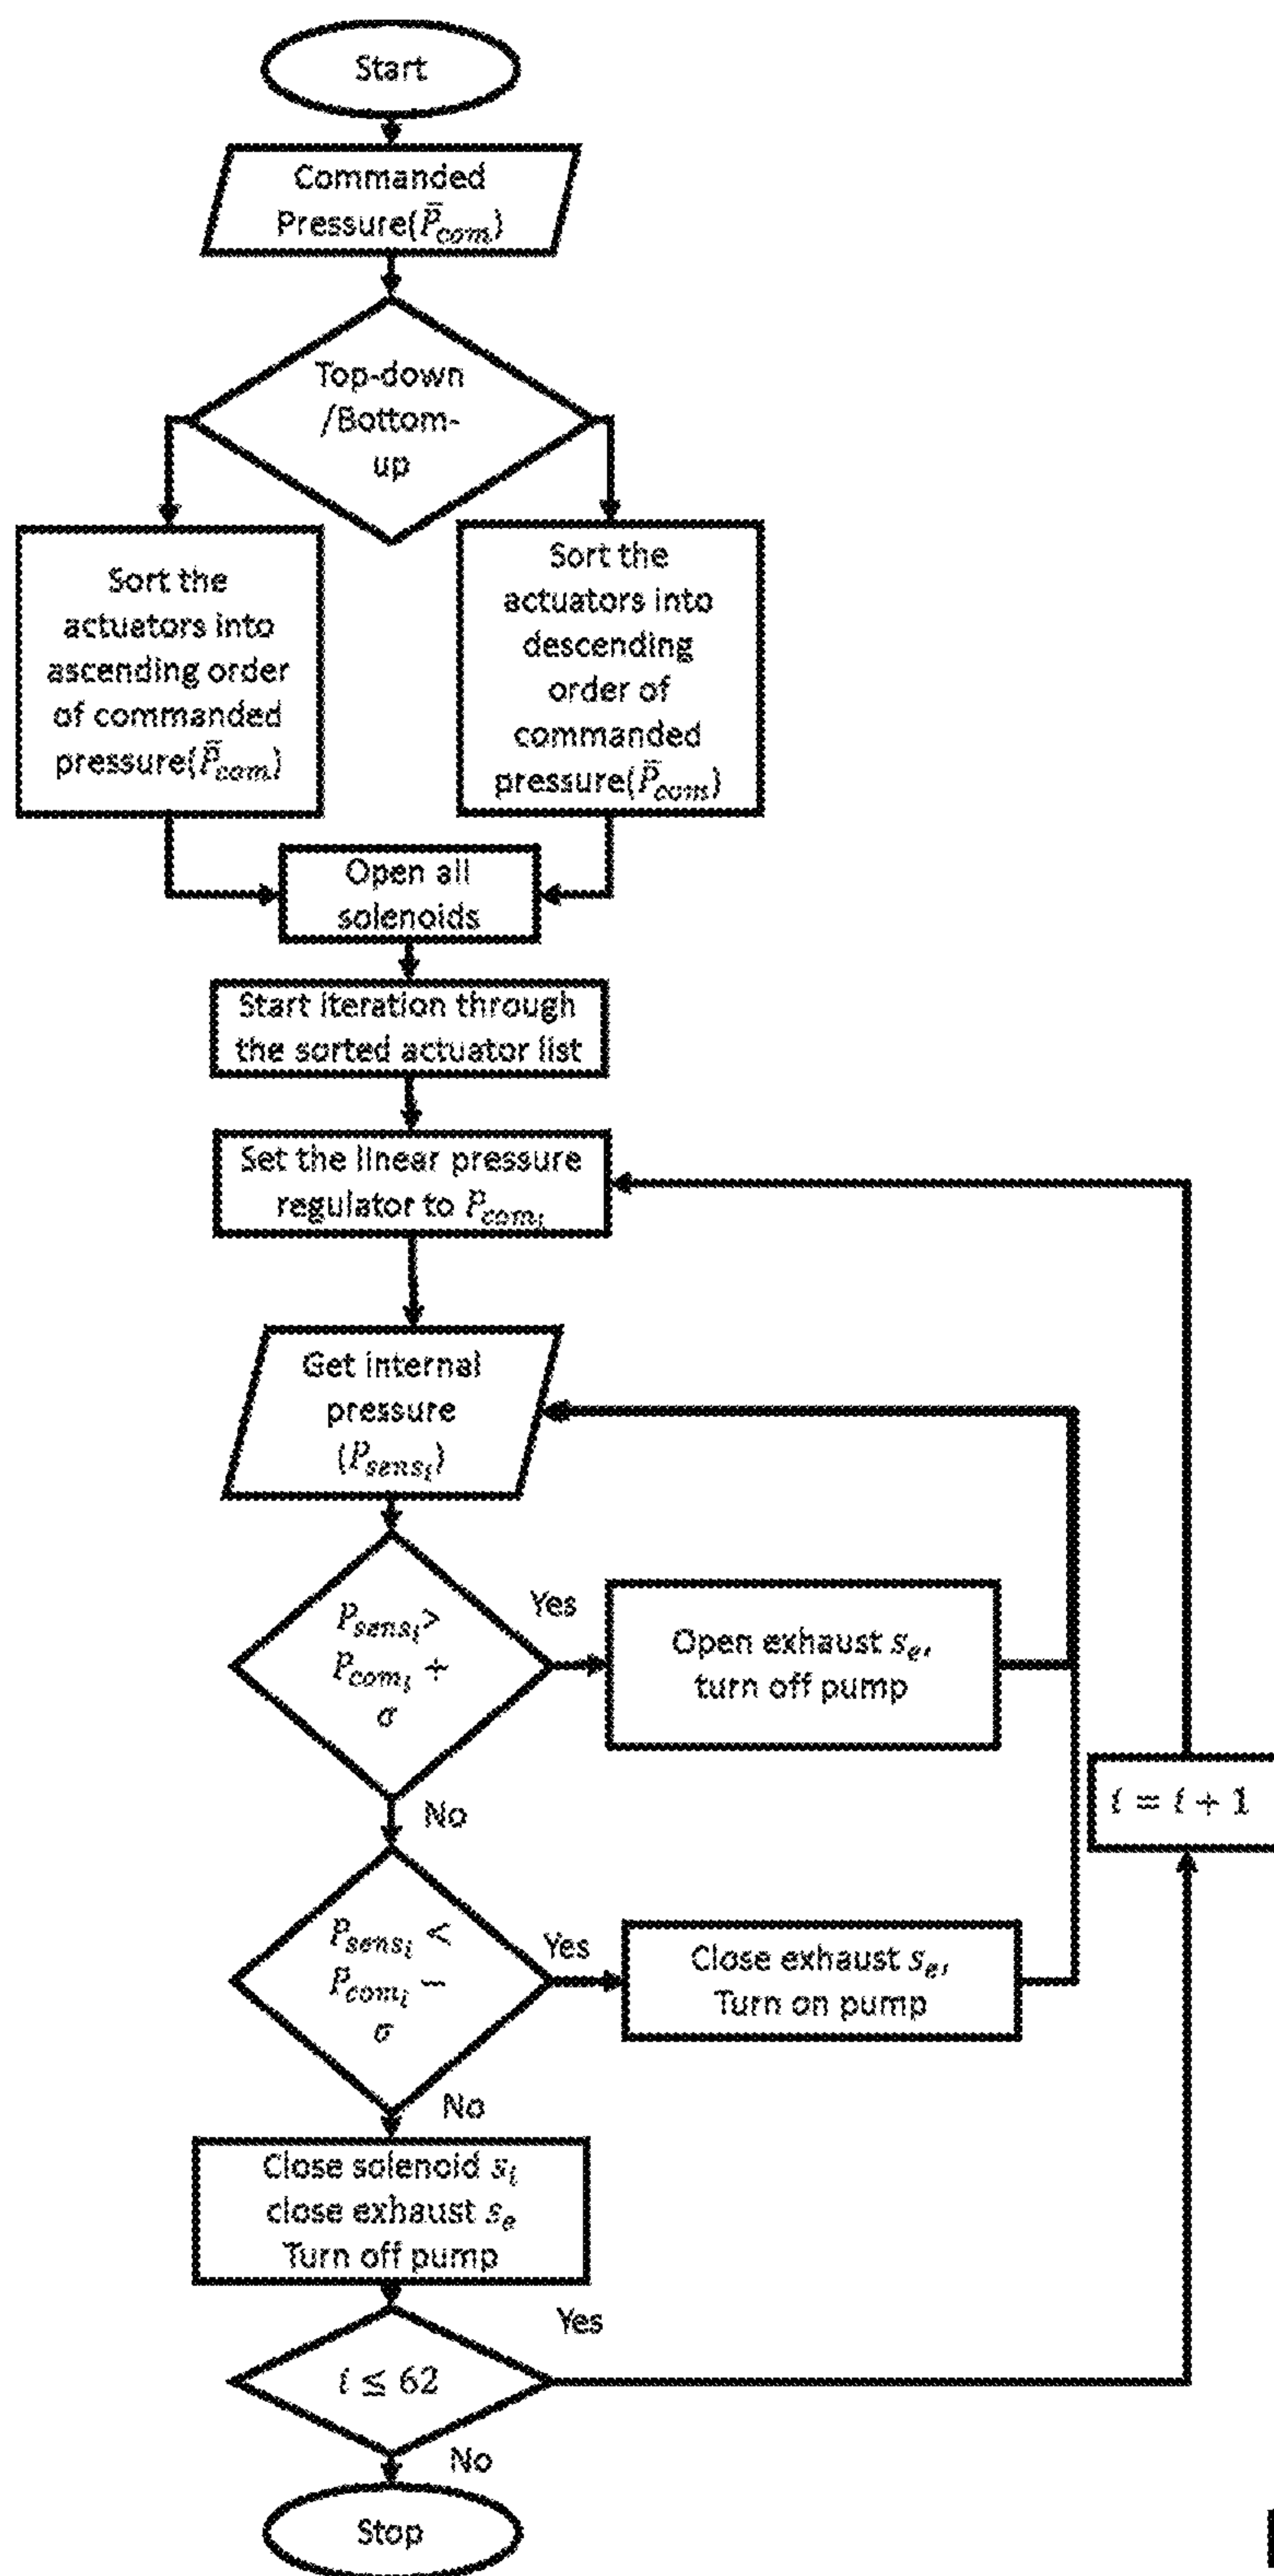 Start
Commanded
Pressure(P̄com)
Top-down
/Bottom-
up
Sort the
actuators into
ascending order
of commanded
pressure(P̄com)
Sort the
actuators into
descending
order of
commanded
pressure(P̄com)
Open all
solenoids
Start iteration through
the sorted actuator list
Set the linear pressure
regulator to Pcomi
Get internal
pressure
(Psensi)
Psensi>
Pcomi +
σ
Yes
Open exhaust se,
turn off pump
No
i = i + 1
Psensi <
Pcomi −
σ
Yes
Close exhaust se,
Turn on pump
No
Close solenoid si
close exhaust se
Turn off pump
i ≦ 62
Yes
No
Stop